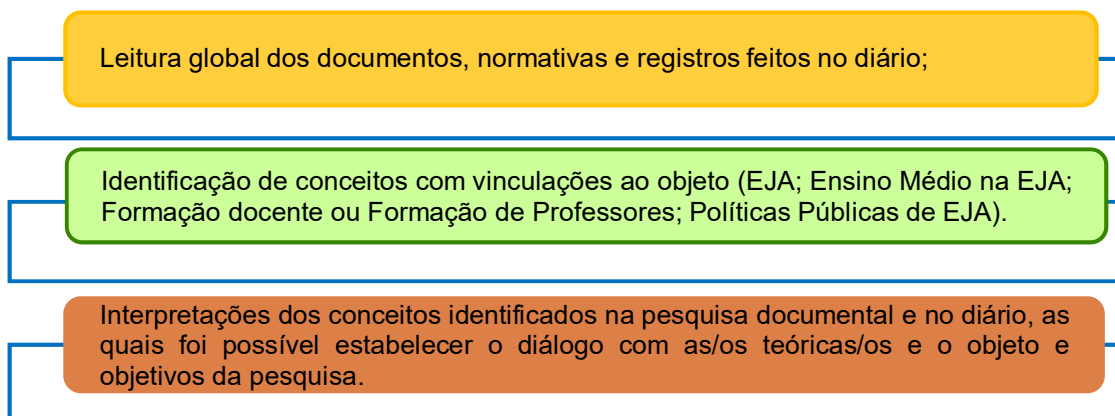 Leitura global dos documentos, normativas e registros feitos no diário;
Identificação de conceitos com vinculações ao objeto (EJA; Ensino Médio na EJA;
Formação docente ou Formação de Professores; Políticas Públicas de EJA).
Interpretações dos conceitos identificados na pesquisa documental e no diário, as
quais foi possível estabelecer o diálogo com as/os teóricas/os e o objeto e
objetivos da pesquisa.